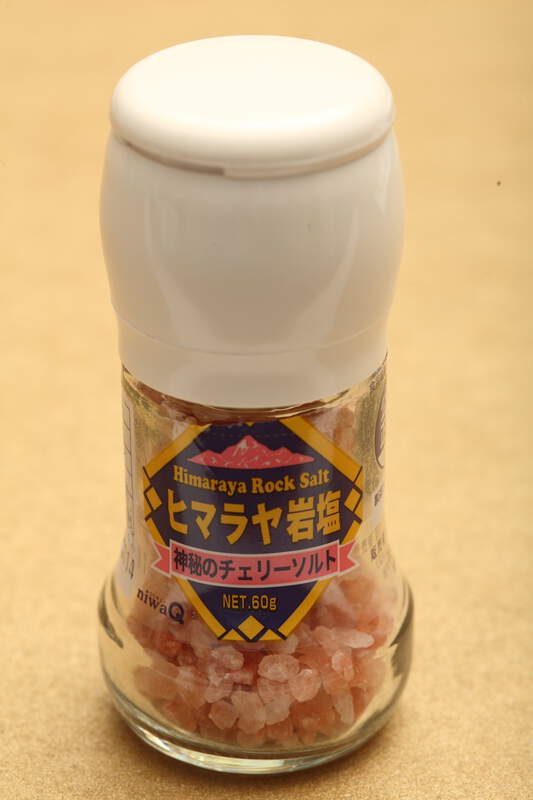 Himaraya Rock Salt
ヒマラヤ岩塩
神秘のチェリーソルト
NET.60g
niwaQ